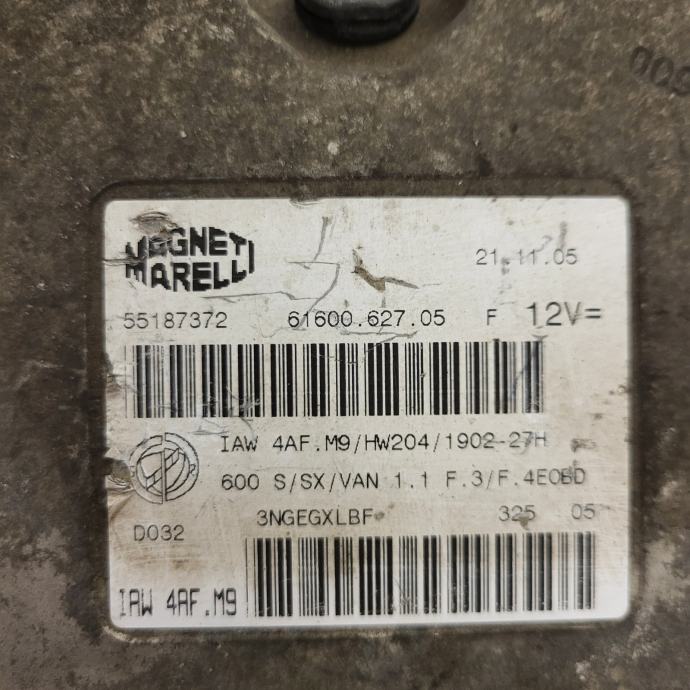 MAGNETI
MARELLI
21.11.05
55187372 61600.627.05 F 12V=
IAW 4AF.M9/HW204/1902-27H
600 S/SX/VAN 1.1 F.3/F.4EOBD
3NGEGXLBF 325 05
D032
IAW 4AF.M9